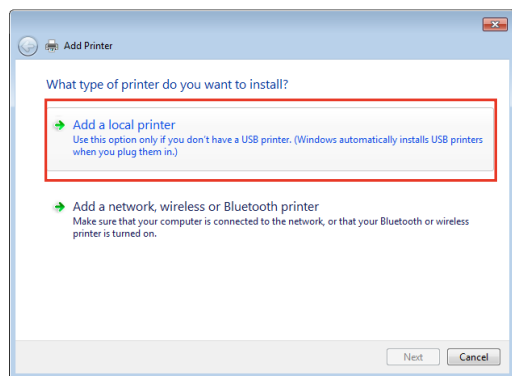 Add Printer
What type of printer do you want to install?
Add a local printer
Use this option only if you don't have a USB printer. (Windows automatically installs USB printers
when you plug them in.)
Add a network, wireless or Bluetooth printer
Make sure that your computer is connected to the network, or that your Bluetooth or wireless
printer is turned on.
Next Cancel